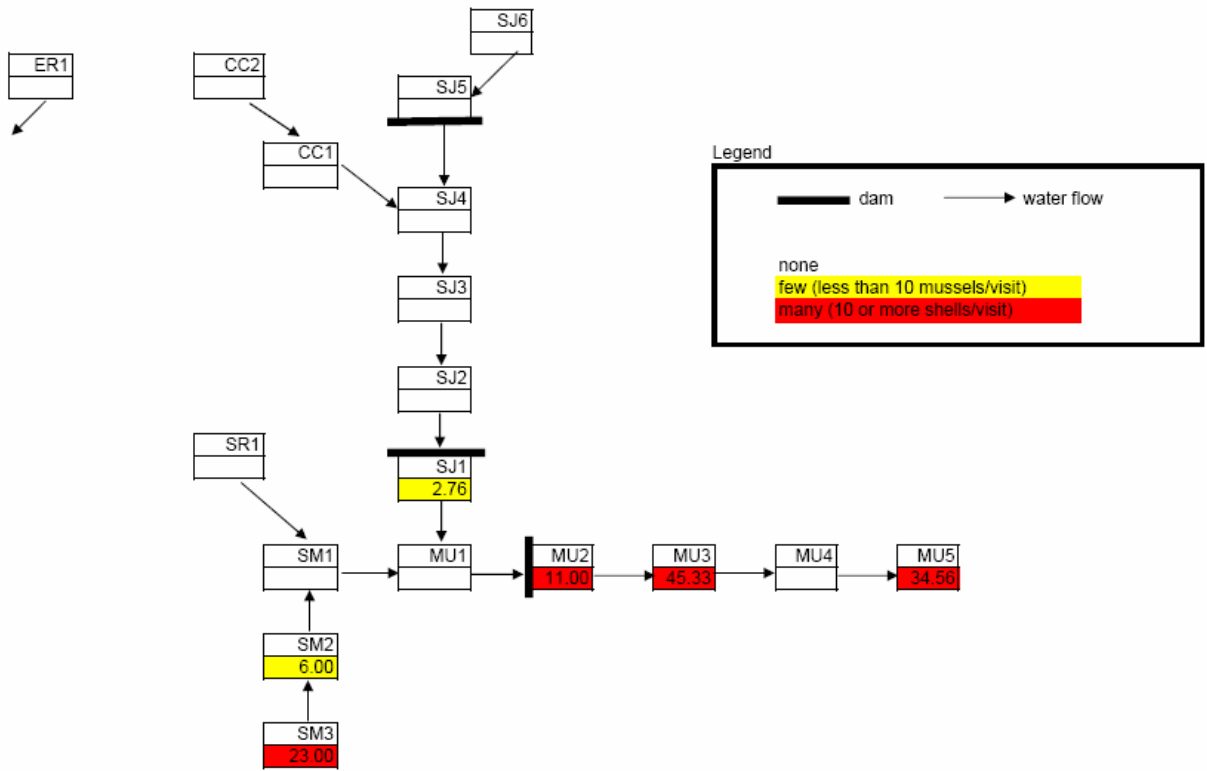 SJ6
ER1
CC2
SJ5
CC1
Legend
dam
water flow
SJ4
none
few (less than 10 mussels/visit)
many (10 or more shells/visit)
SJ3
SJ2
SR1
SJ1
2.76
SM1
MU1
MU2
MU3
MU4
MU5
11.00
45.33
34.56
SM2
6.00
SM3
23.00